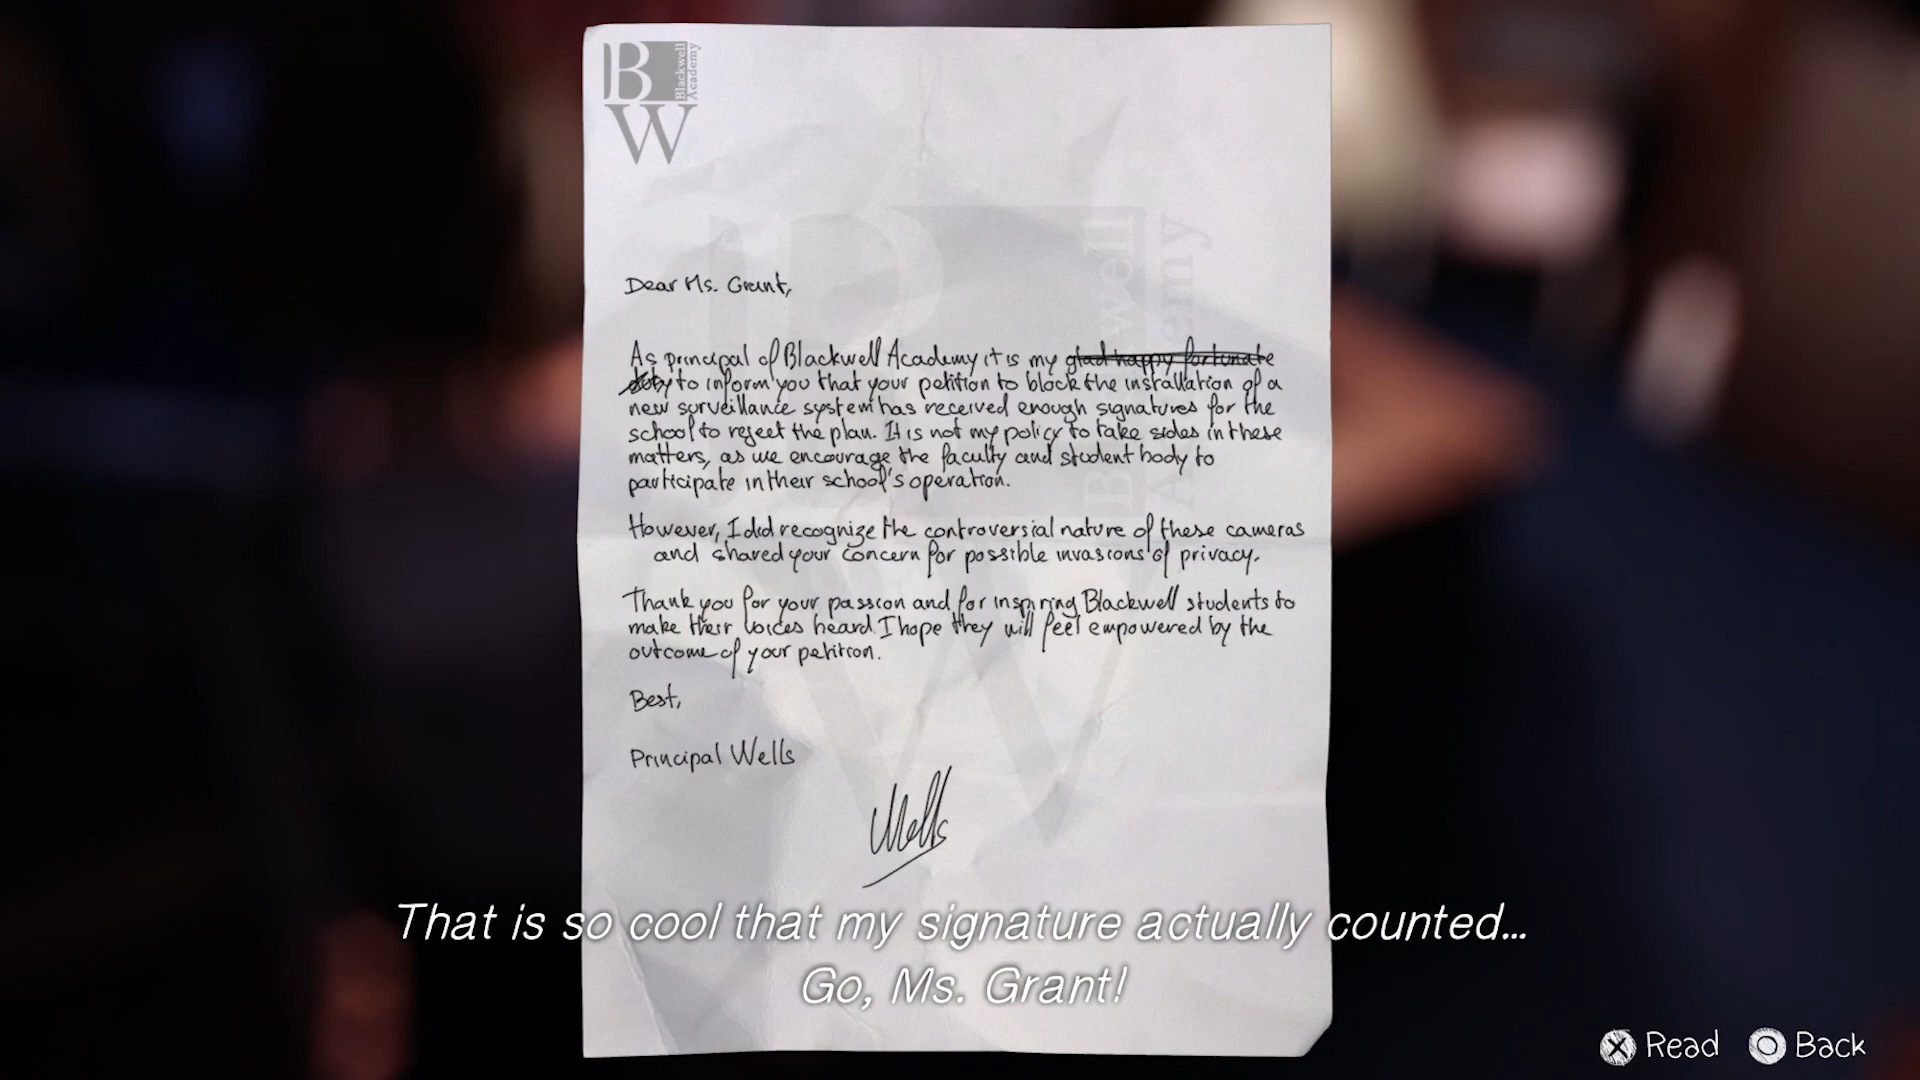 B
Blackwell
Academy
W
Blackwell
Academy
Dear Ms. Grant,
As principal of Blackwell Academy it is my glad happy fortunate
duty to inform you that your petition to block the installation of a
new surveillance system has received enough signatures for the
school to reject the plan. It is not my policy to take sides in these
matters, as we encourage the faculty and student body to
participate in their school's operation.
However, I did recognize the controversial nature of these cameras
and shared your concern for possible invasions of privacy.
Thank you for your passion and for inspiring Blackwell students to
make their voices heard. I hope they will feel empowered by the
outcome of your petition.
Best,
Principal Wells
Wells
That is so cool that my signature actually counted...
Go, Ms. Grant!
Read Back